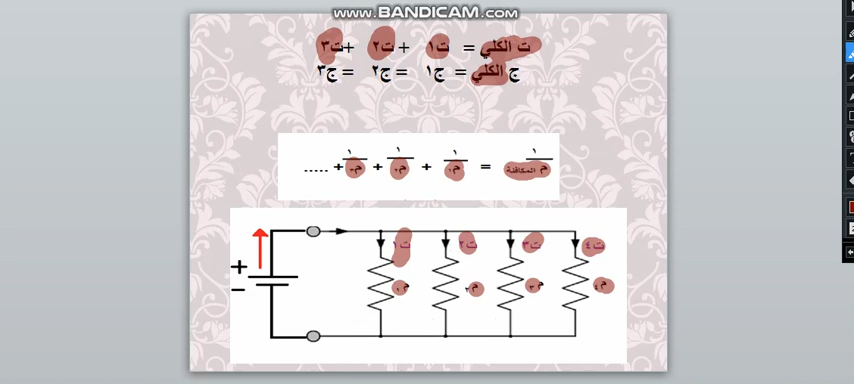 www.BANDICAM.com
ت الكلي = ت١ + ت٢ +ت٣
ج الكلي = ج١ = ج٢ = ج٣
١ ١ ١ ١
م المكافئة = م١ + م٢ + م٣ + .....
ت١ ت٢ ت٣ ت٤
+
م١ م٢ م٣ م٤
−